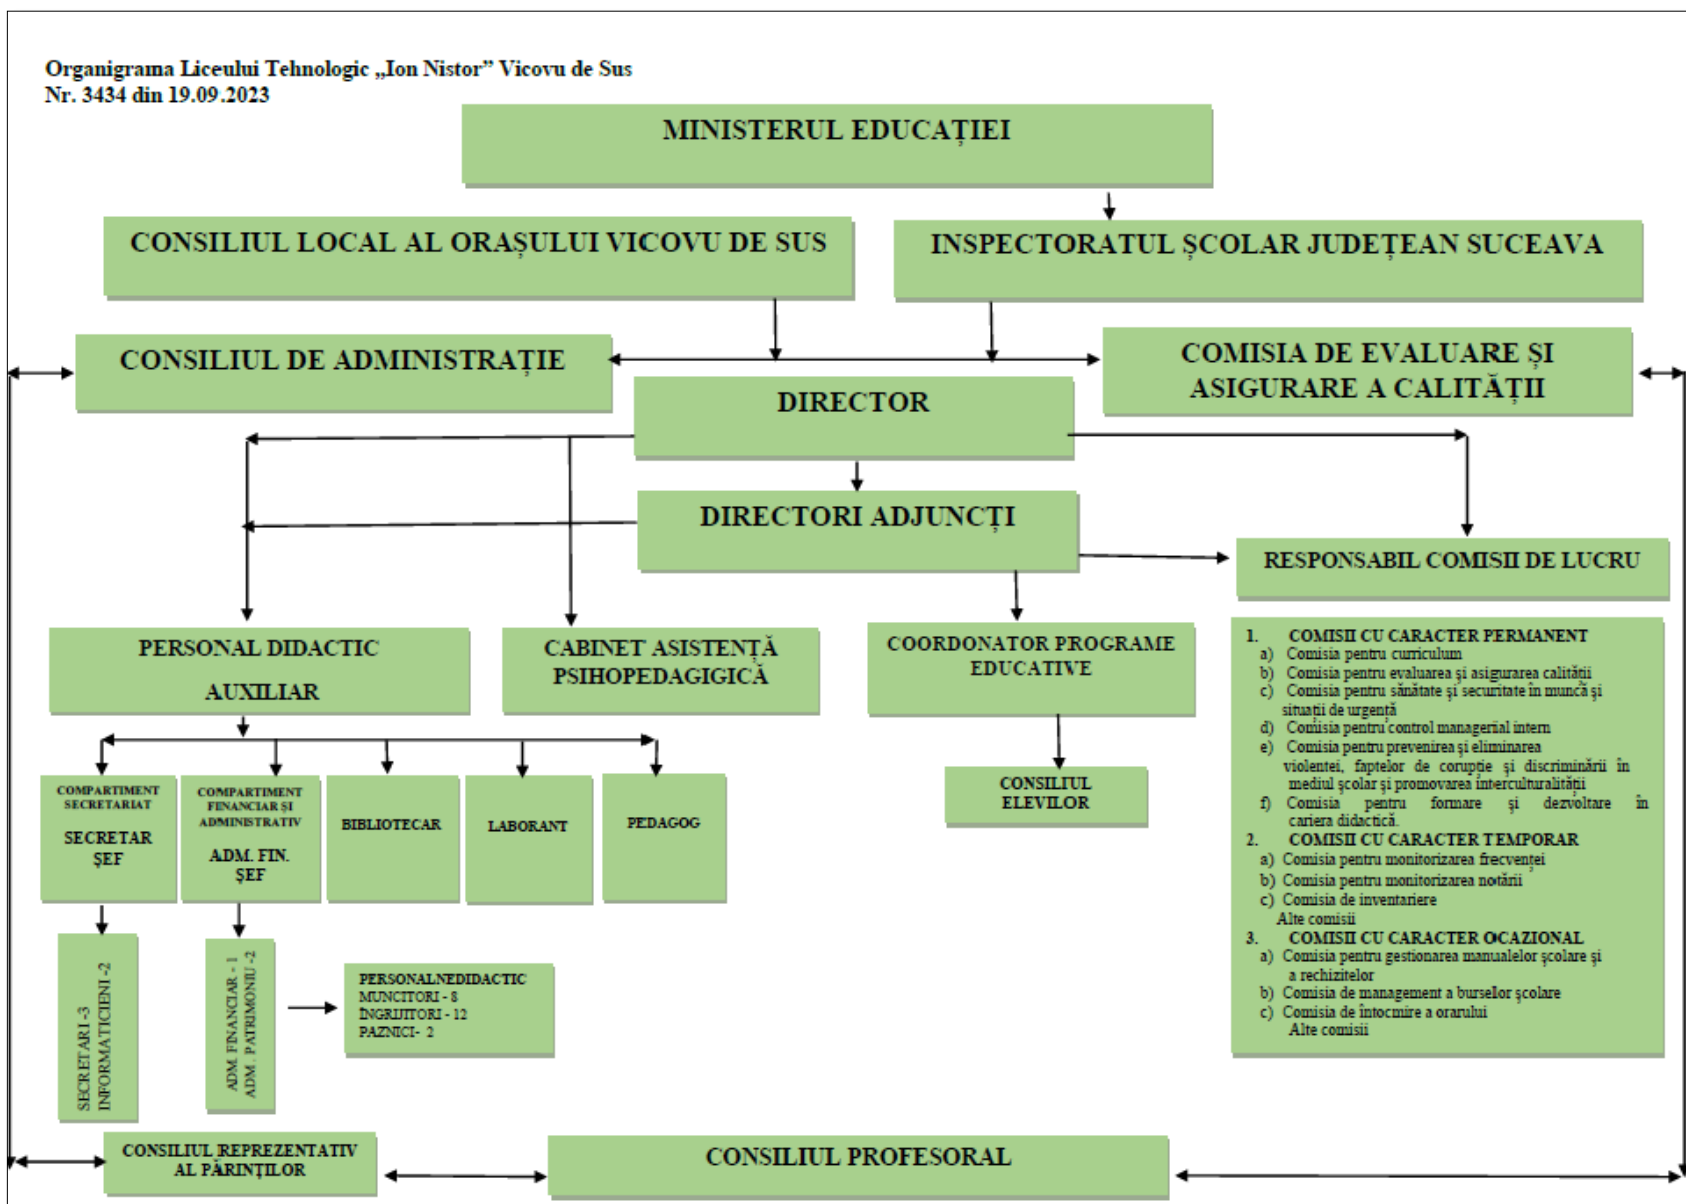 Organigrama Liceului Tehnologic „Ion Nistor” Vicovu de Sus
Nr. 3434 din 19.09.2023
MINISTERUL EDUCAȚIEI
CONSILIUL LOCAL AL ORAȘULUI VICOVU DE SUS
INSPECTORATUL ȘCOLAR JUDEȚEAN SUCEAVA
CONSILIUL DE ADMINISTRAȚIE
COMISIA DE EVALUARE ȘI
ASIGURARE A CALITĂȚII
DIRECTOR
DIRECTORI ADJUNCȚI
RESPONSABIL COMISII DE LUCRU
PERSONAL DIDACTIC
AUXILIAR
CABINET ASISTENȚĂ
PSIHOPEDAGIGICĂ
COORDONATOR PROGRAME
EDUCATIVE
CONSILIUL
ELEVILOR
COMPARTIMENT
SECRETARIAT
SECRETAR
ȘEF
COMPARTIMENT
FINANCIAR ȘI
ADMINISTRATIV
ADM. FIN.
ȘEF
BIBLIOTECAR
LABORANT
PEDAGOG
SECRETARI -3
INFORMATICIENI -2
ADM. FINANCIAR - 1
ADM. PATRIMONIU -2
PERSONALNEDIDACTIC
MUNCITORI - 8
ÎNGRIJITORI - 12
PAZNICI- 2
1. COMISII CU CARACTER PERMANENT
a) Comisia pentru curriculum
b) Comisia pentru evaluarea și asigurarea calității
c) Comisia pentru sănătate și securitate în muncă și
situații de urgență
d) Comisia pentru control managerial intern
e) Comisia pentru prevenirea și eliminarea
violentei, faptelor de corupție și discriminării în
mediul școlar și promovarea interculturalității
f) Comisia pentru formare și dezvoltare în
cariera didactică.
2. COMISII CU CARACTER TEMPORAR
a) Comisia pentru monitorizarea frecvenței
b) Comisia pentru monitorizarea notării
c) Comisia de inventariere
Alte comisii
3. COMISII CU CARACTER OCAZIONAL
a) Comisia pentru gestionarea manualelor școlare și
a rechizitelor
b) Comisia de management a burselor școlare
c) Comisia de întocmire a orarului
Alte comisii
CONSILIUL REPREZENTATIV
AL PĂRINȚILOR
CONSILIUL PROFESORAL